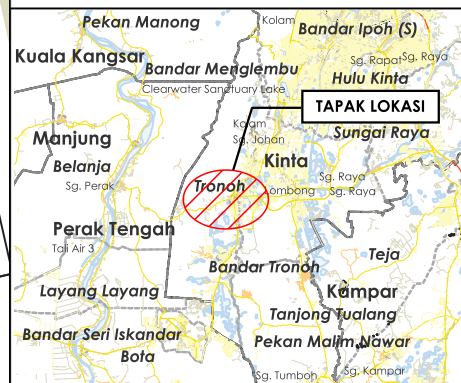 Pekan Manong
Kolam
Bandar Ipoh (S)
Kuala Kangsar
Sg. Rapat
Sg. Raya
Bandar Menglembu
Hulu Kinta
Clearwater Sanctuary Lake
TAPAK LOKASI
Manjung
Kolam
Sg. Johan
Sungai Raya
Belanja
Kinta
Sg. Perak
Tronoh
Lombong
Sg. Raya
Sg. Raya
Perak Tengah
Tali Air 3
Teja
Bandar Tronoh
Layang Layang
Kampar
Tanjong Tualang
Bandar Seri Iskandar
Pekan Malim Nawar
Bota
Sg. Tumboh
Sg. Kampar